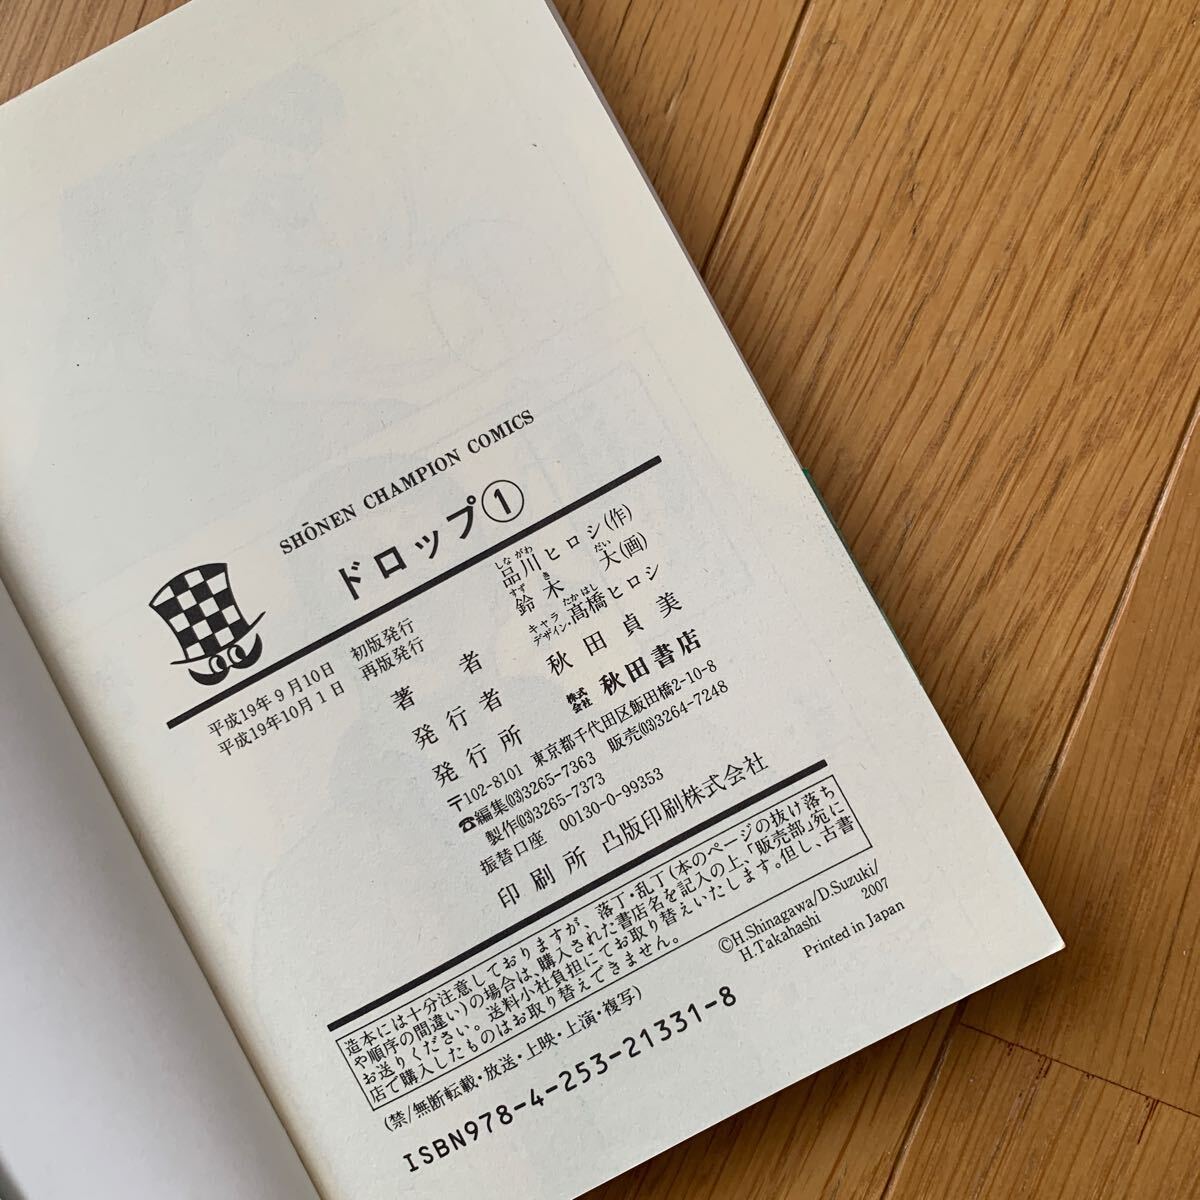 SHŌNEN CHAMPION COMICS
ドロップ①
平成19年9月10日 初版発行
平成19年10月1日 再版発行
著者 品川ヒロシ(作)
しながわ
鈴木大(画)
すずきだい
キャラデザイン・髙橋ヒロシ
たかはし
発行者 秋田貞美
発行所 株式会社 秋田書店
〒102-8101 東京都千代田区飯田橋2-10-8
☎編集(03)3265-7363 販売(03)3264-7248
製作(03)3265-7373
振替口座 00130-0-99353
印刷所 凸版印刷株式会社
造本には十分注意しておりますが、落丁・乱丁(本のページの抜け落ち
や順序の間違い)の場合は、購入された書店名を記入の上、「販売部」宛に
お送りください。送料小社負担にてお取り替えいたします。但し、古書
店で購入したものはお取り替えできません。
(禁/無断転載・放送・上映・上演・複写)
©H.Shinagawa/D.Suzuki/
H.Takahashi 2007
Printed in Japan
ISBN978-4-253-21331-8